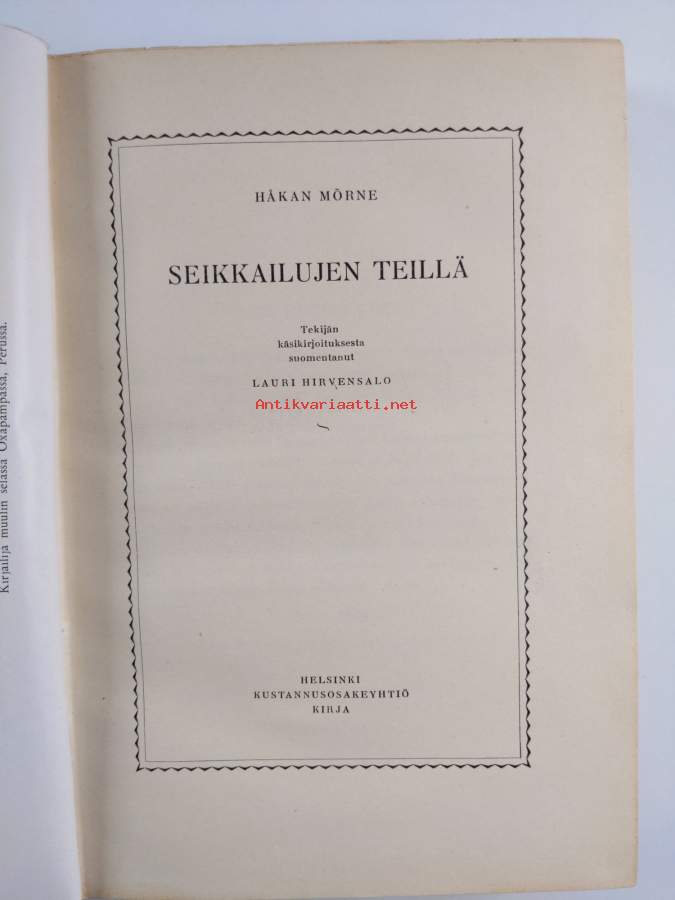 Kirjailija muulin selässä Oxapampassa, Perussa.
HÅKAN MÖRNE
SEIKKAILUJEN TEILLÄ
Tekijän
käsikirjoituksesta
suomentanut
LAURI HIRVENSALO
Antikvariaatti.net
HELSINKI
KUSTANNUSOSAKEYHTIÖ
KIRJA